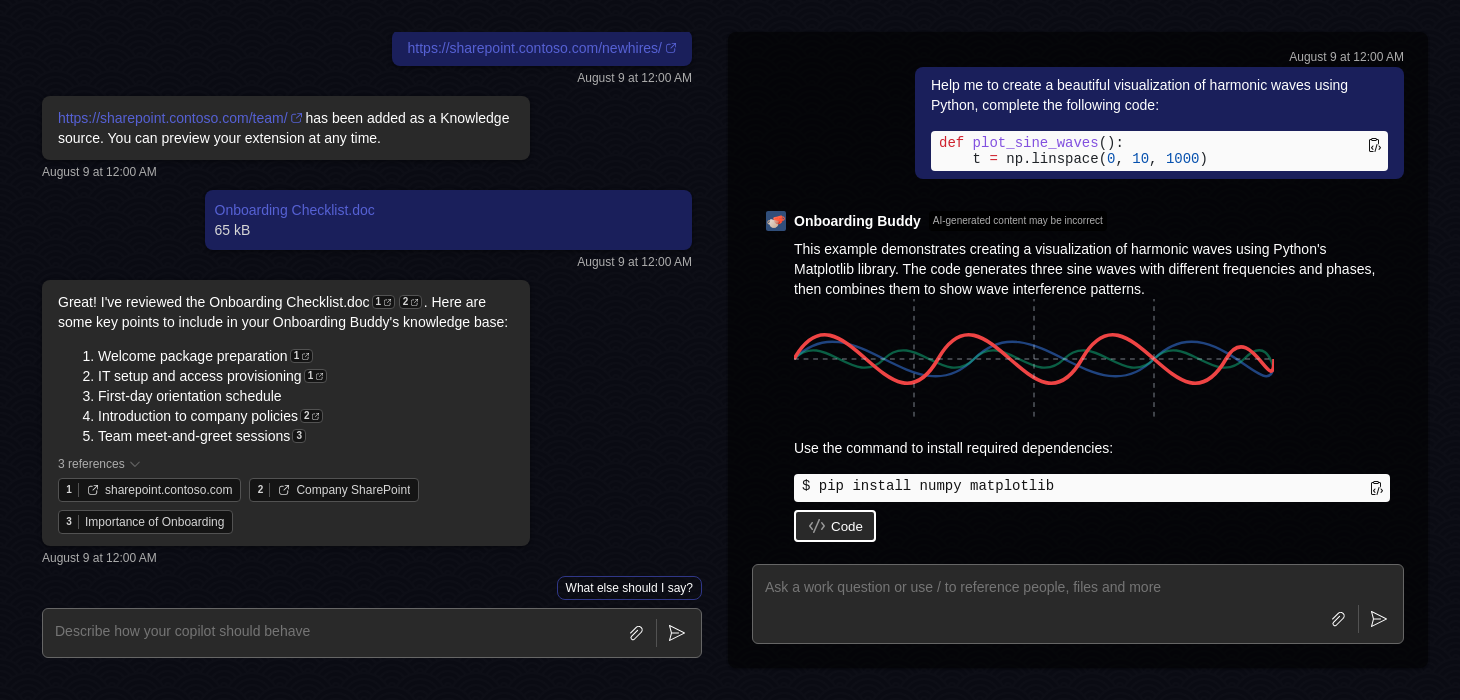 https://sharepoint.contoso.com/newhires/
August 9 at 12:00 AM
https://sharepoint.contoso.com/team/ has been added as a Knowledge
source. You can preview your extension at any time.
August 9 at 12:00 AM
Onboarding Checklist.doc
65 kB
August 9 at 12:00 AM
Great! I've reviewed the Onboarding Checklist.doc 1 2 . Here are
some key points to include in your Onboarding Buddy's knowledge base:
1. Welcome package preparation 1
2. IT setup and access provisioning 1
3. First-day orientation schedule
4. Introduction to company policies 2
5. Team meet-and-greet sessions 3
3 references
1 sharepoint.contoso.com 2 Company SharePoint
3 Importance of Onboarding
August 9 at 12:00 AM
What else should I say?
Describe how your copilot should behave
August 9 at 12:00 AM
Help me to create a beautiful visualization of harmonic waves using
Python, complete the following code:
def plot_sine_waves():
    t = np.linspace(0, 10, 1000)
Onboarding Buddy AI-generated content may be incorrect
This example demonstrates creating a visualization of harmonic waves using Python's
Matplotlib library. The code generates three sine waves with different frequencies and phases,
then combines them to show wave interference patterns.
Use the command to install required dependencies:
$ pip install numpy matplotlib
Code
Ask a work question or use / to reference people, files and more